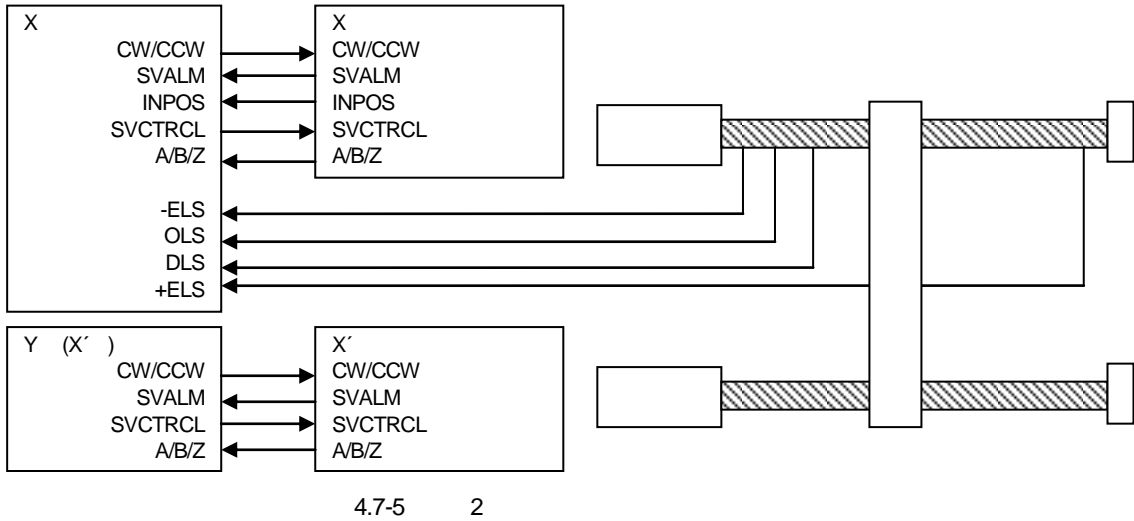 X
CW/CCW
SVALM
INPOS
SVCTRCL
A/B/Z
-ELS
OLS
DLS
+ELS
X
CW/CCW
SVALM
INPOS
SVCTRCL
A/B/Z
Y (X´ )
CW/CCW
SVALM
SVCTRCL
A/B/Z
X´
CW/CCW
SVALM
SVCTRCL
A/B/Z
4.7-5 2